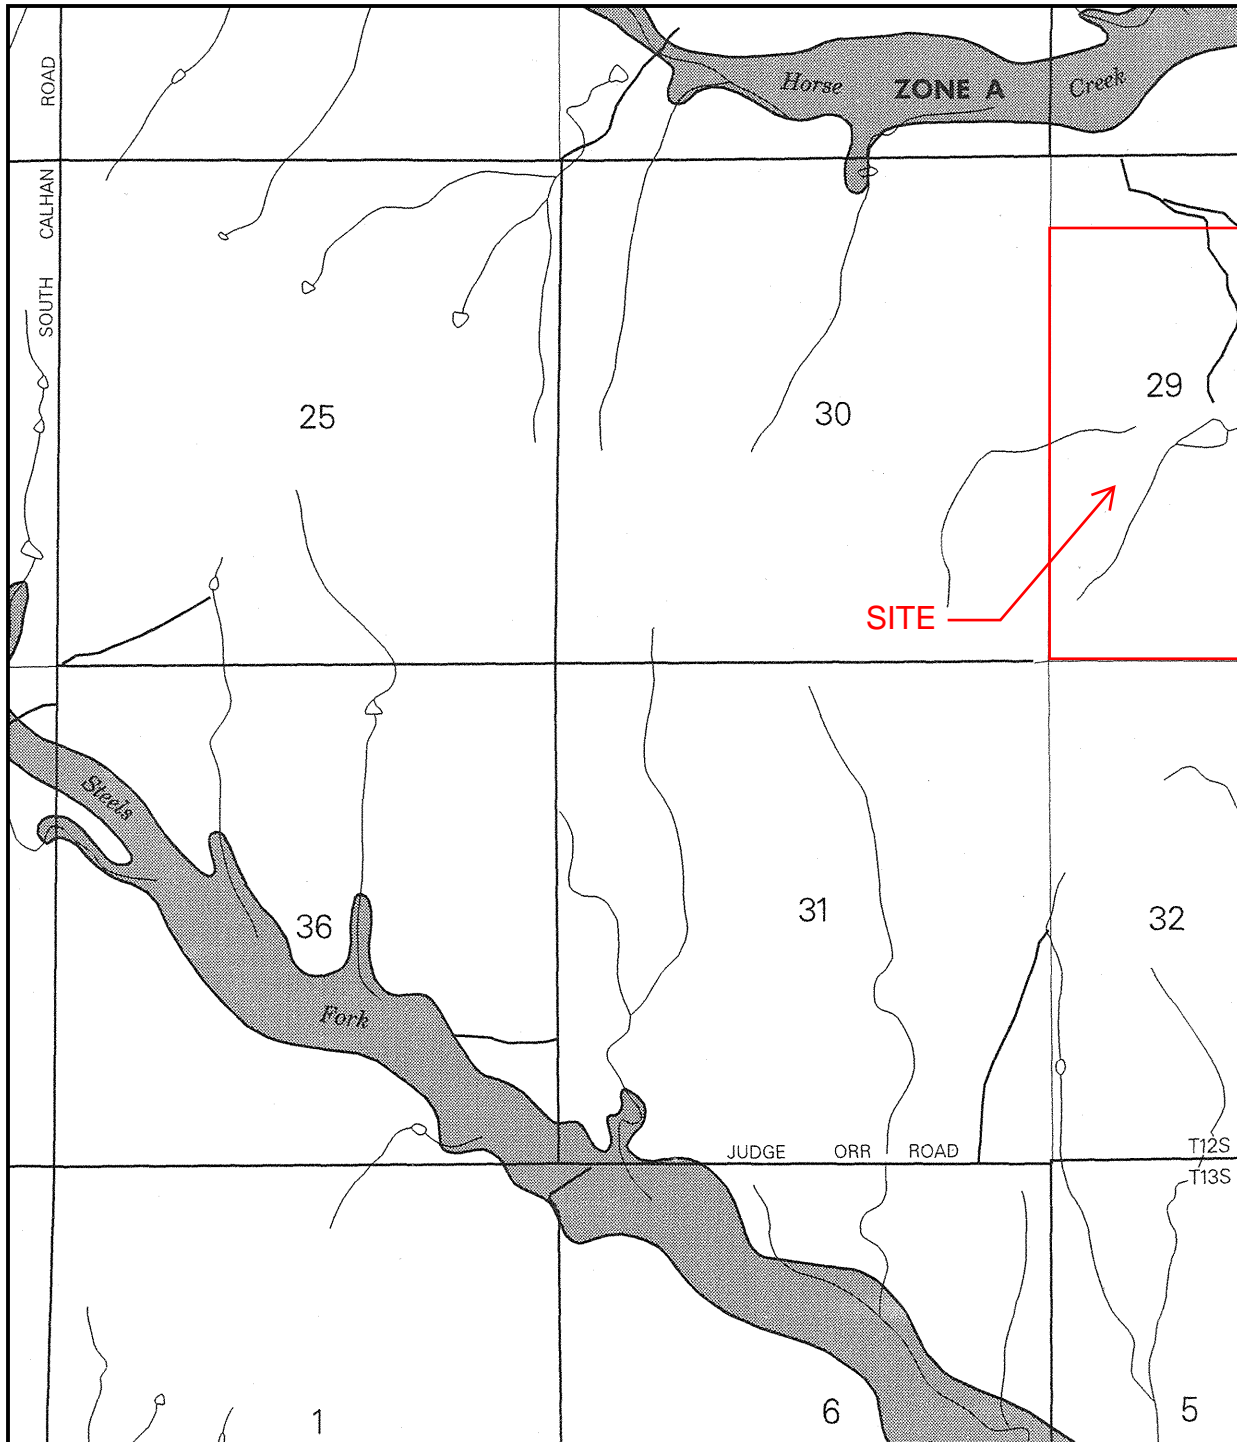 Horse ZONE A Creek
SOUTH CALHAN ROAD
29
25
30
SITE
Steels
31
32
36
Fork
JUDGE ORR ROAD
T12S
T13S
1
6
5